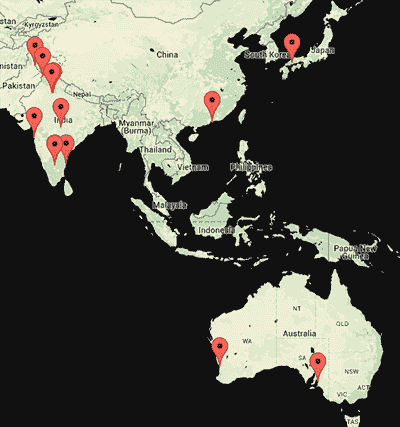 Kyrgyzstan
nistan
China
South Korea
Japan
Pakistan
Nepal
India
Myanmar
(Burma)
Thailand
Vietnam
Philippines
Malaysia
Indonesia
Papua New
Guinea
NT
QLD
Australia
WA
SA
NSW
ACT
VIC
TAS